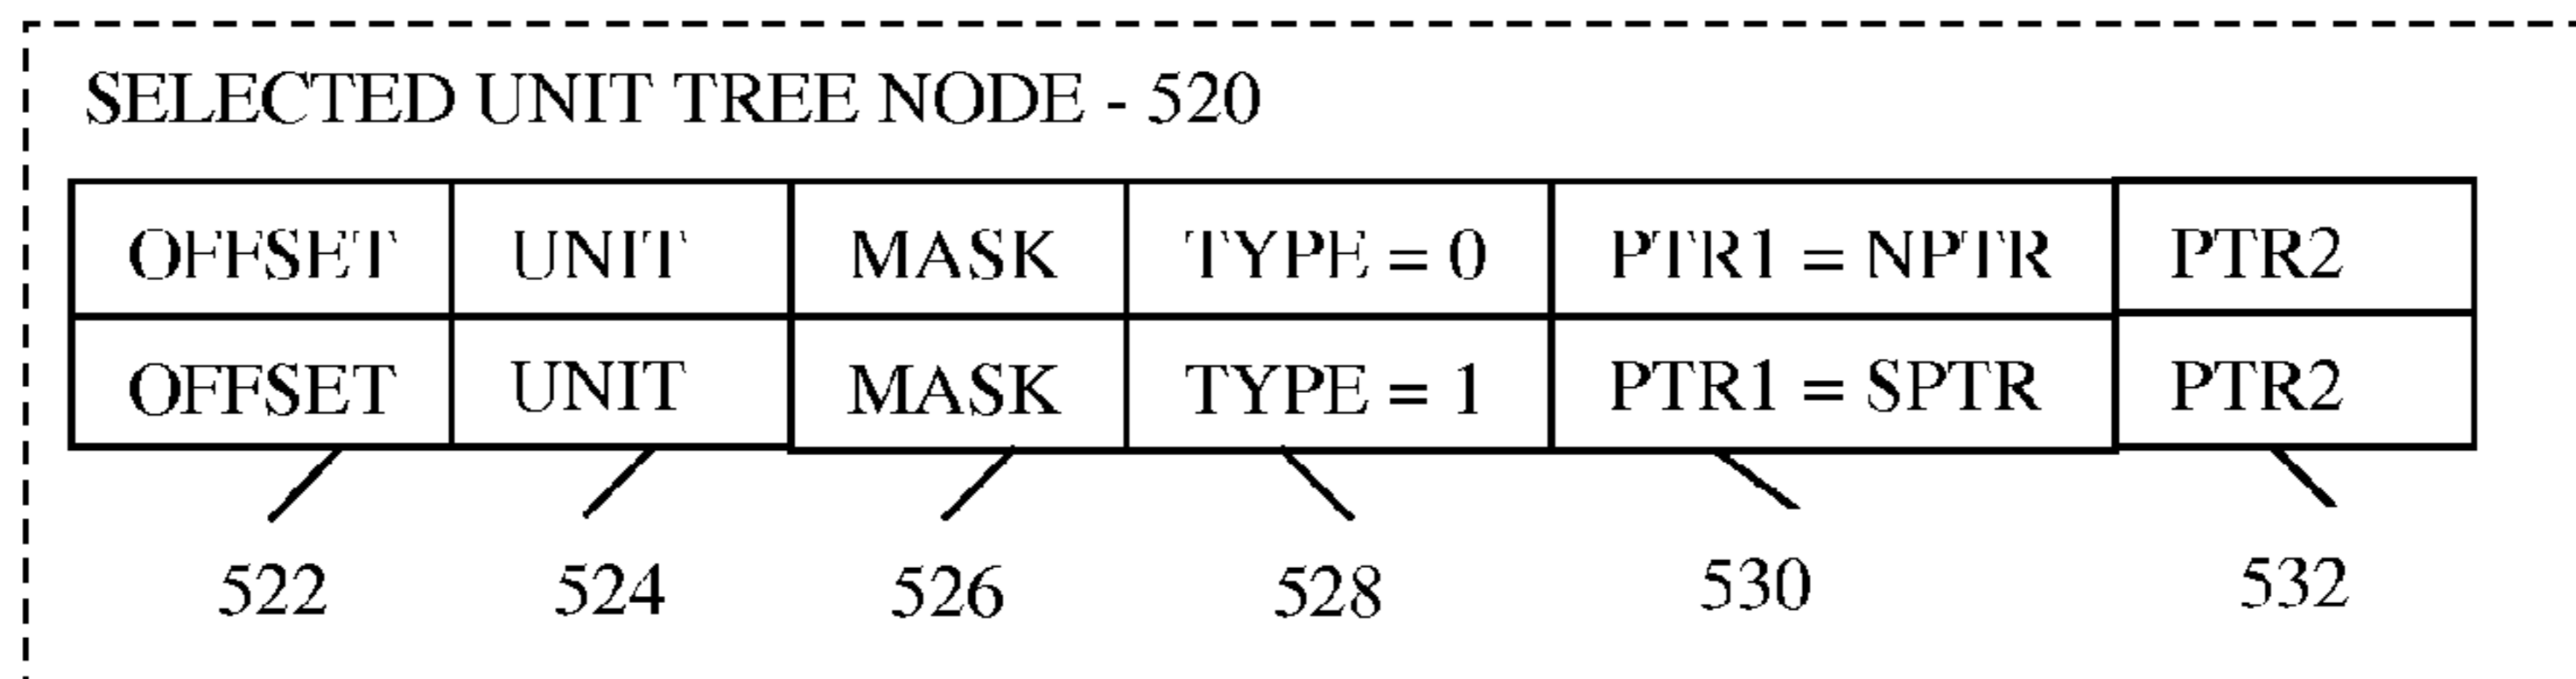 SELECTED UNIT TREE NODE - 520
OFFSET UNIT MASK TYPE = 0 PTR1 = NPTR PTR2
OFFSET UNIT MASK TYPE = 1 PTR1 = SPTR PTR2
522 524 526 528 530 532